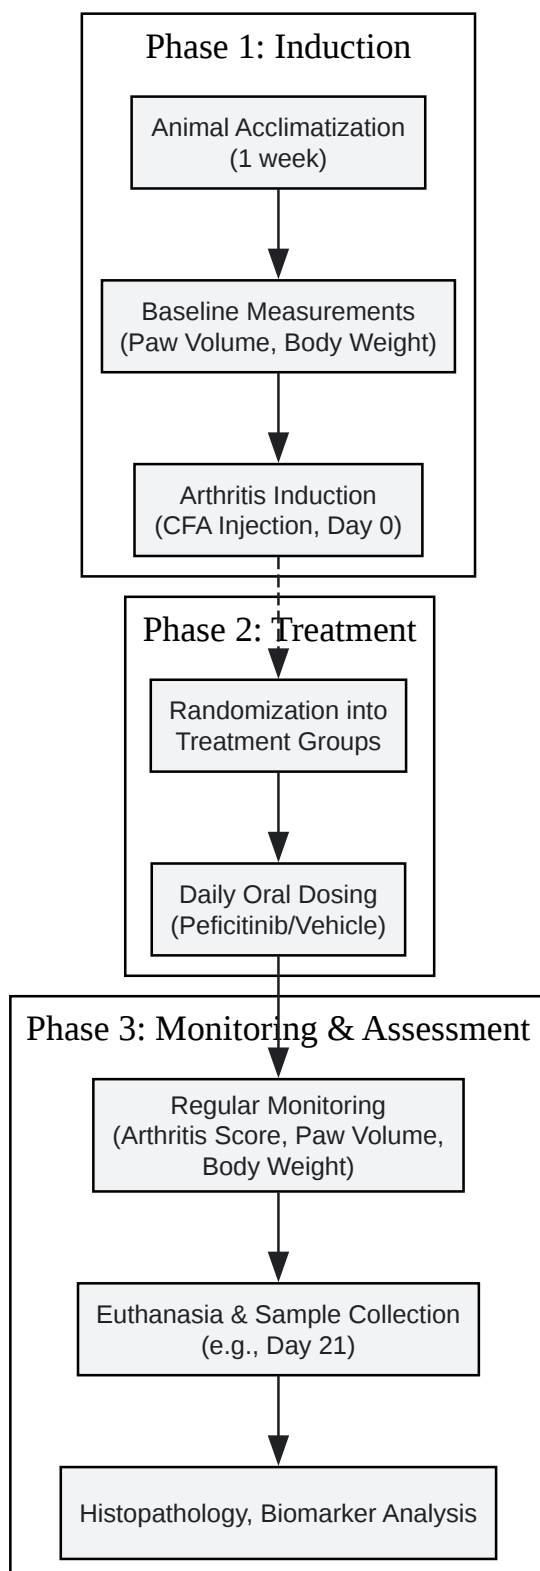 Phase 1: Induction
Animal Acclimatization
(1 week)
Baseline Measurements
(Paw Volume, Body Weight)
Arthritis Induction
(CFA Injection, Day 0)
Phase 2: Treatment
Randomization into
Treatment Groups
Daily Oral Dosing
(Peficitinib/Vehicle)
Phase 3: Monitoring & Assessment
Regular Monitoring
(Arthritis Score, Paw Volume,
Body Weight)
Euthanasia & Sample Collection
(e.g., Day 21)
Histopathology, Biomarker Analysis